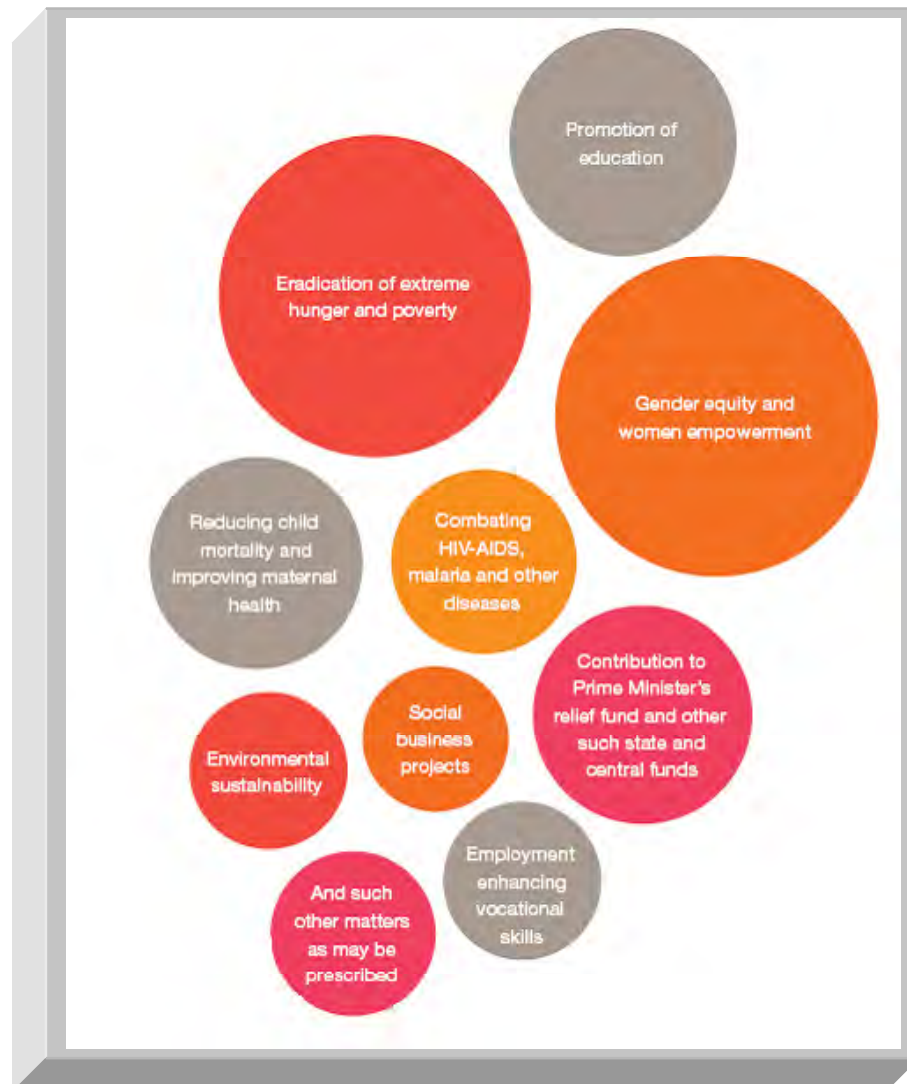 Promotion of
education
Eradication of extreme
hunger and poverty
Gender equity and
women empowerment
Reducing child
mortality and
improving maternal
health
Combating
HIV-AIDS,
malaria and other
diseases
Contribution to
Prime Minister's
relief fund and other
such state and
central funds
Social
business
projects
Environmental
sustainability
Employment
enhancing
vocational
skills
And such
other matters
as may be
prescribed